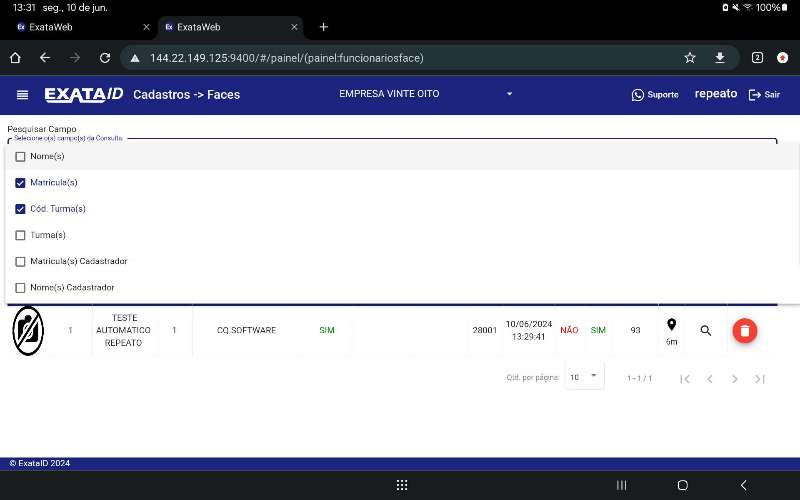 13:31 seg., 10 de jun. 100%
ExataWeb ExataWeb
144.22.149.125:9400/#/painel/(painel:funcionariosface) 2
EXATAID Cadastros -> Faces EMPRESA VINTE OITO Suporte repeato Sair
Pesquisar Campo
Selecione o(s) campo(s) da Consulta
Nome(s)
Matricula(s)
Cód. Turma(s)
Turma(s)
Matricula(s) Cadastrador
Nome(s) Cadastrador
1 TESTE AUTOMATICO REPEATO 1 CQ.SOFTWARE SIM 28001 10/06/2024 13:29:41 NÃO SIM 93 6m
Qtd. por página: 10 1 - 1 / 1
© ExataID 2024